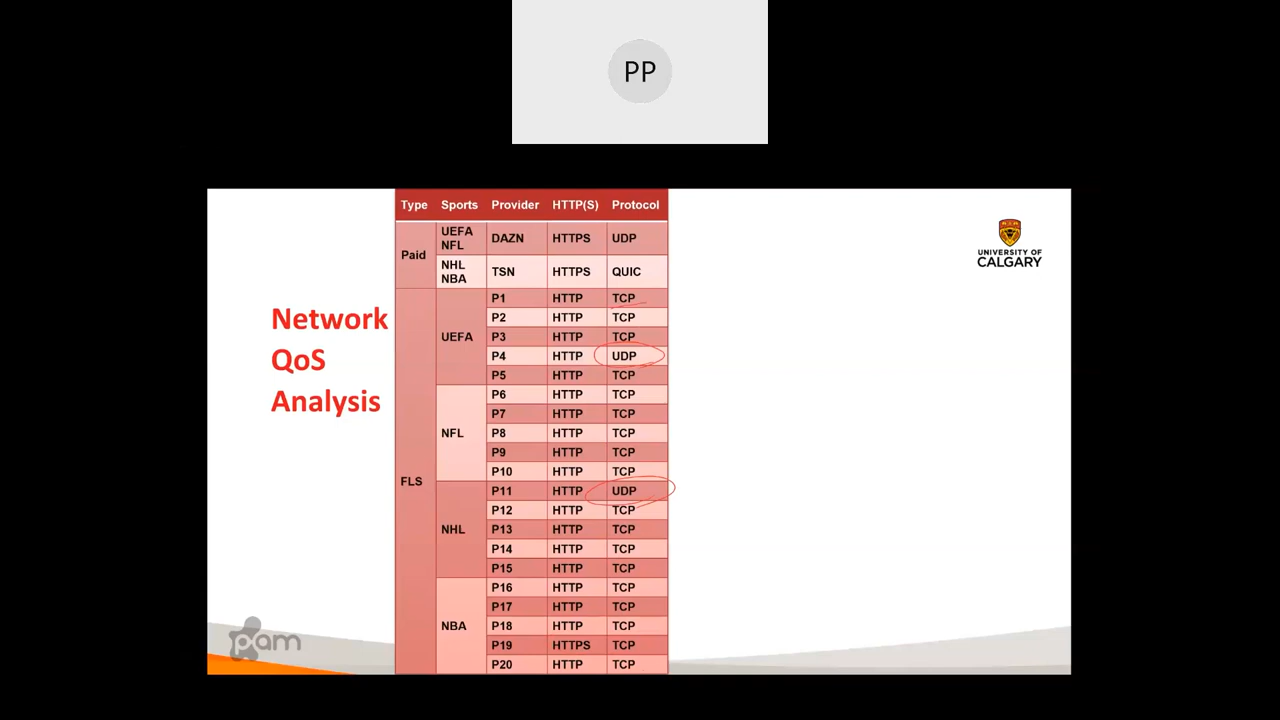 PP
Network
QoS
Analysis
Type Sports Provider HTTP(S) Protocol
Paid
UEFA
NFL
DAZN HTTPS UDP
NHL
NBA
TSN HTTPS QUIC
FLS
UEFA
P1 HTTP TCP
P2 HTTP TCP
P3 HTTP TCP
P4 HTTP UDP
P5 HTTP TCP
NFL
P6 HTTP TCP
P7 HTTP TCP
P8 HTTP TCP
P9 HTTP TCP
P10 HTTP TCP
NHL
P11 HTTP UDP
P12 HTTP TCP
P13 HTTP TCP
P14 HTTP TCP
P15 HTTP TCP
NBA
P16 HTTP TCP
P17 HTTP TCP
P18 HTTP TCP
P19 HTTPS TCP
P20 HTTP TCP
UNIVERSITY OF
CALGARY
pam